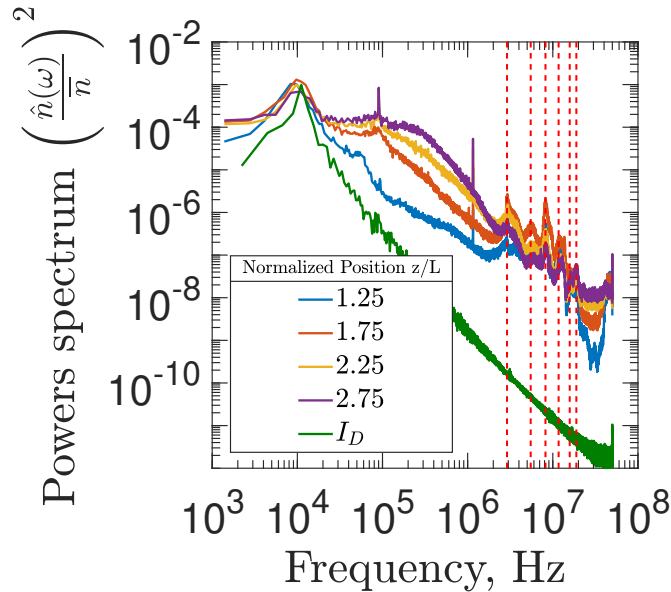 Powers spectrum (n̂(ω)/n̅)²
10⁻²
10⁻⁴
10⁻⁶
10⁻⁸
10⁻¹⁰
Normalized Position z/L
1.25
1.75
2.25
2.75
I_D
10³ 10⁴ 10⁵ 10⁶ 10⁷ 10⁸
Frequency, Hz